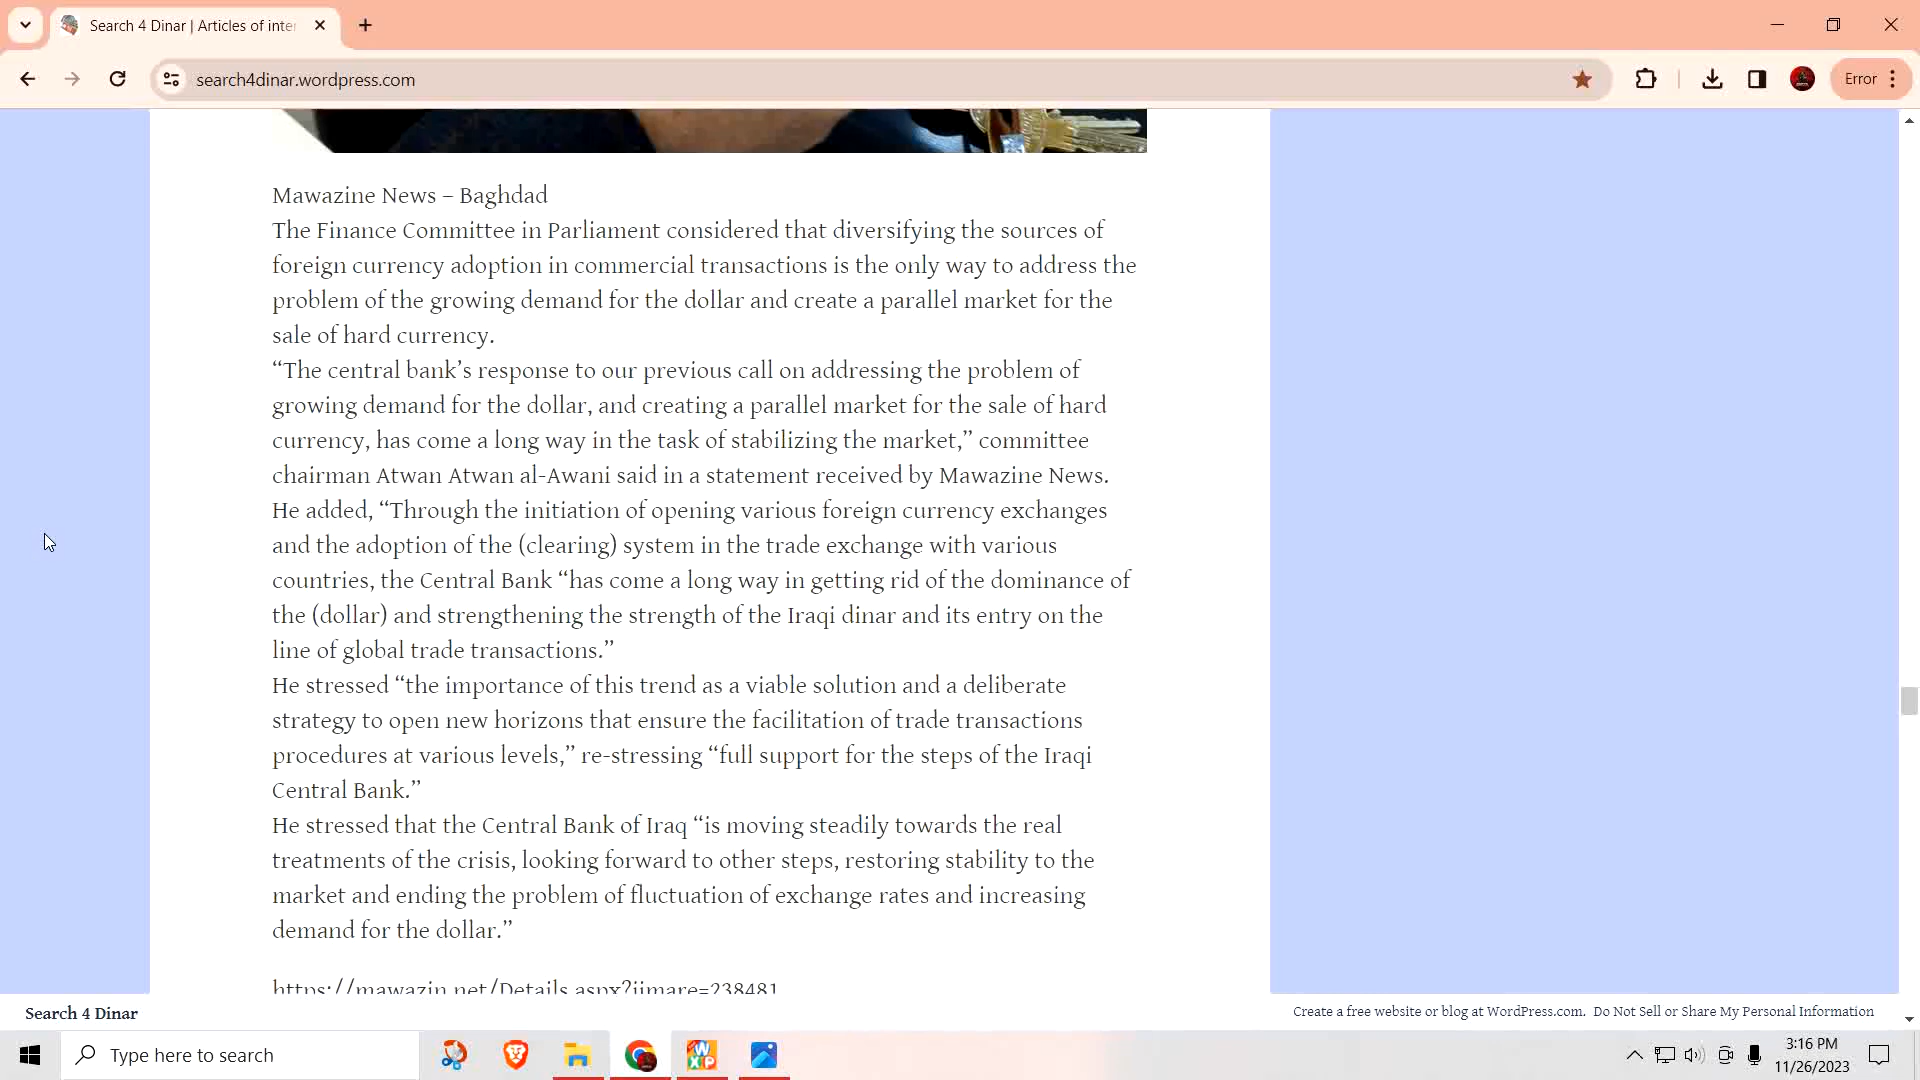 Search 4 Dinar | Articles of inter
search4dinar.wordpress.com
Error
Mawazine News – Baghdad
The Finance Committee in Parliament considered that diversifying the sources of
foreign currency adoption in commercial transactions is the only way to address the
problem of the growing demand for the dollar and create a parallel market for the
sale of hard currency.
“The central bank’s response to our previous call on addressing the problem of
growing demand for the dollar, and creating a parallel market for the sale of hard
currency, has come a long way in the task of stabilizing the market,” committee
chairman Atwan Atwan al-Awani said in a statement received by Mawazine News.
He added, “Through the initiation of opening various foreign currency exchanges
and the adoption of the (clearing) system in the trade exchange with various
countries, the Central Bank “has come a long way in getting rid of the dominance of
the (dollar) and strengthening the strength of the Iraqi dinar and its entry on the
line of global trade transactions.”
He stressed “the importance of this trend as a viable solution and a deliberate
strategy to open new horizons that ensure the facilitation of trade transactions
procedures at various levels,” re-stressing “full support for the steps of the Iraqi
Central Bank.”
He stressed that the Central Bank of Iraq “is moving steadily towards the real
treatments of the crisis, looking forward to other steps, restoring stability to the
market and ending the problem of fluctuation of exchange rates and increasing
demand for the dollar.”
https://mawazin.net/Details.aspx?jimare=238481
Search 4 Dinar
Create a free website or blog at WordPress.com. Do Not Sell or Share My Personal Information
Type here to search
W
XP
3:16 PM
11/26/2023